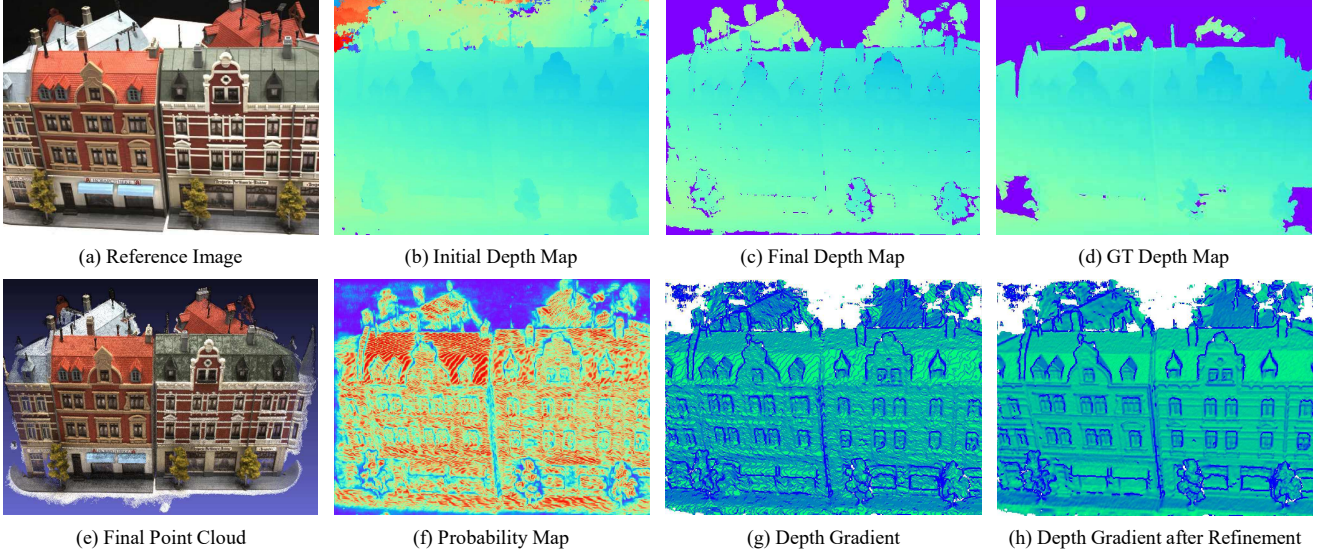 (a) Reference Image
(b) Initial Depth Map
(c) Final Depth Map
(d) GT Depth Map
(e) Final Point Cloud
(f) Probability Map
(g) Depth Gradient
(h) Depth Gradient after Refinement